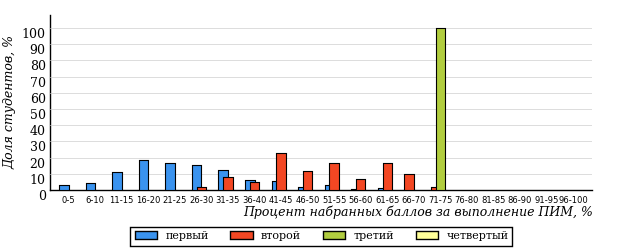 Доля студентов, %
100
90
80
70
60
50
40
30
20
10
0
0-5 6-10 11-15 16-20 21-25 26-30 31-35 36-40 41-45 46-50 51-55 56-60 61-65 66-70 71-75 76-80 81-85 86-90 91-95 96-100
Процент набранных баллов за выполнение ПИМ, %
первый второй третий четвертый